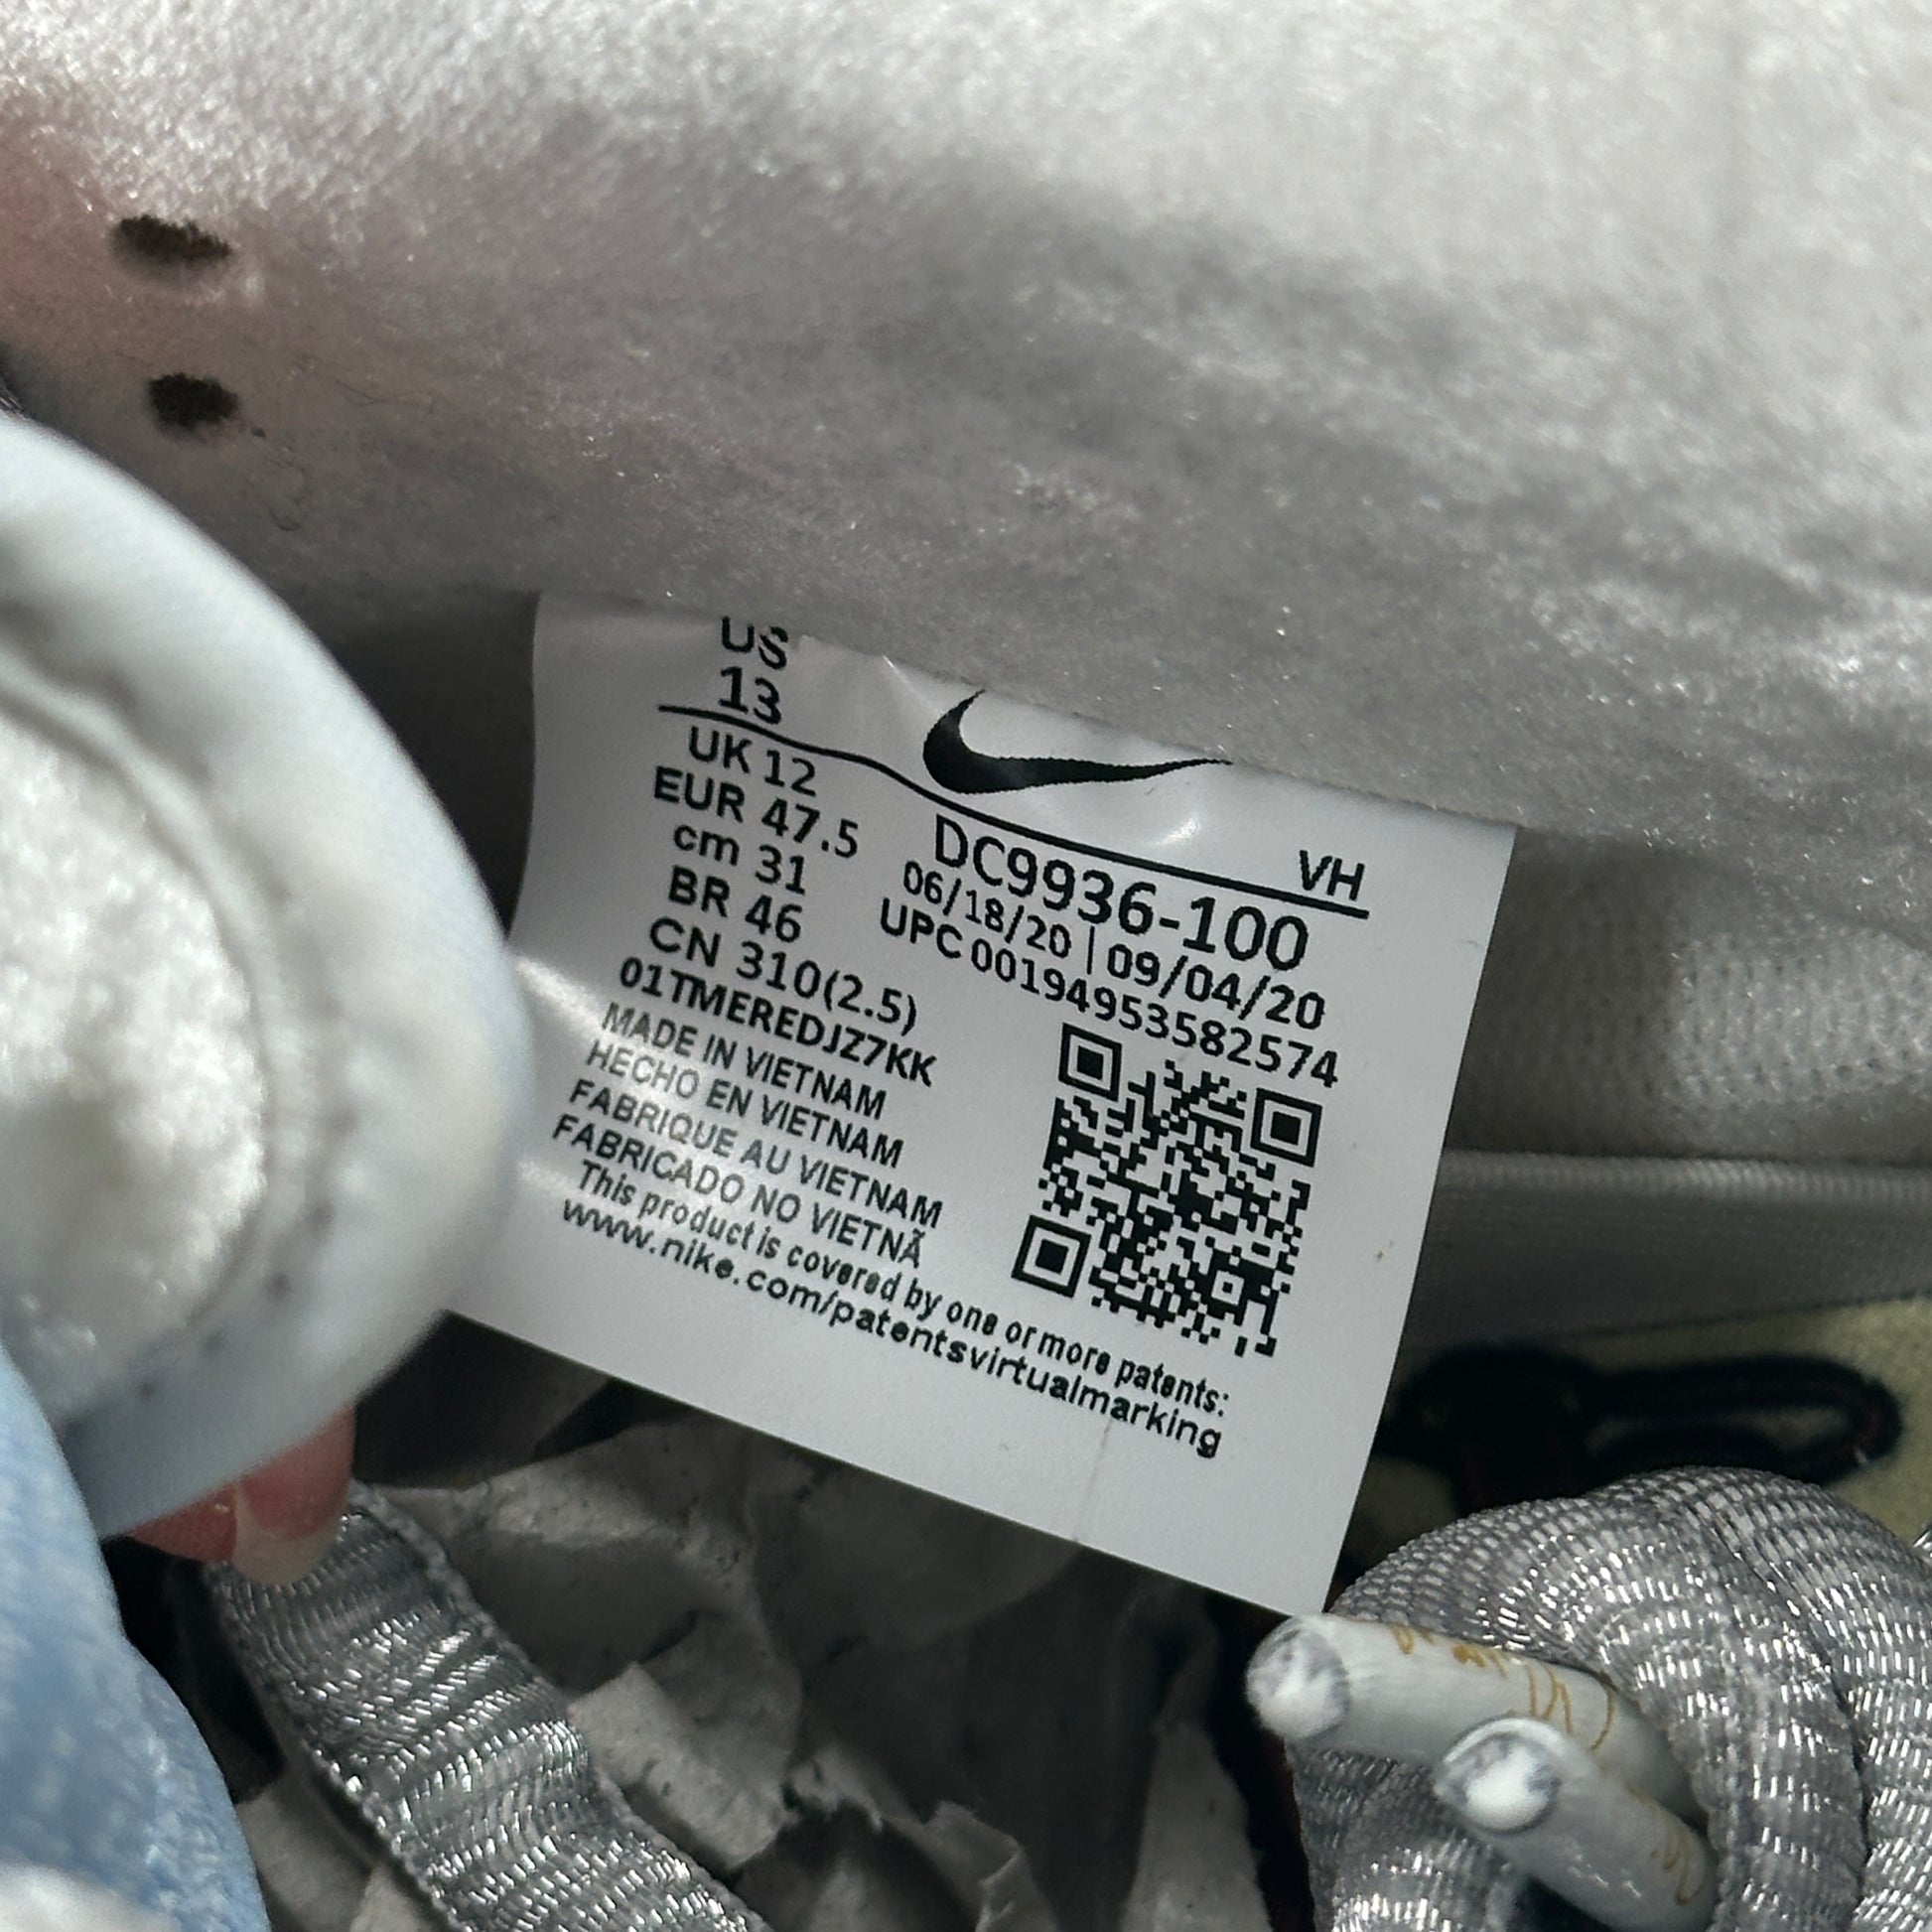 US
13
UK 12
EUR 47.5
cm 31
BR 46
CN 310(2.5)
01TMEREDJZ7KK
MADE IN VIETNAM
HECHO EN VIETNAM
FABRIQUE AU VIETNAM
FABRICADO NO VIETNÃ
This product is covered by one or more patents:
www.nike.com/patentsvirtualmarking
VH
DC9936-100
06/18/20 | 09/04/20
UPC 00194953582574